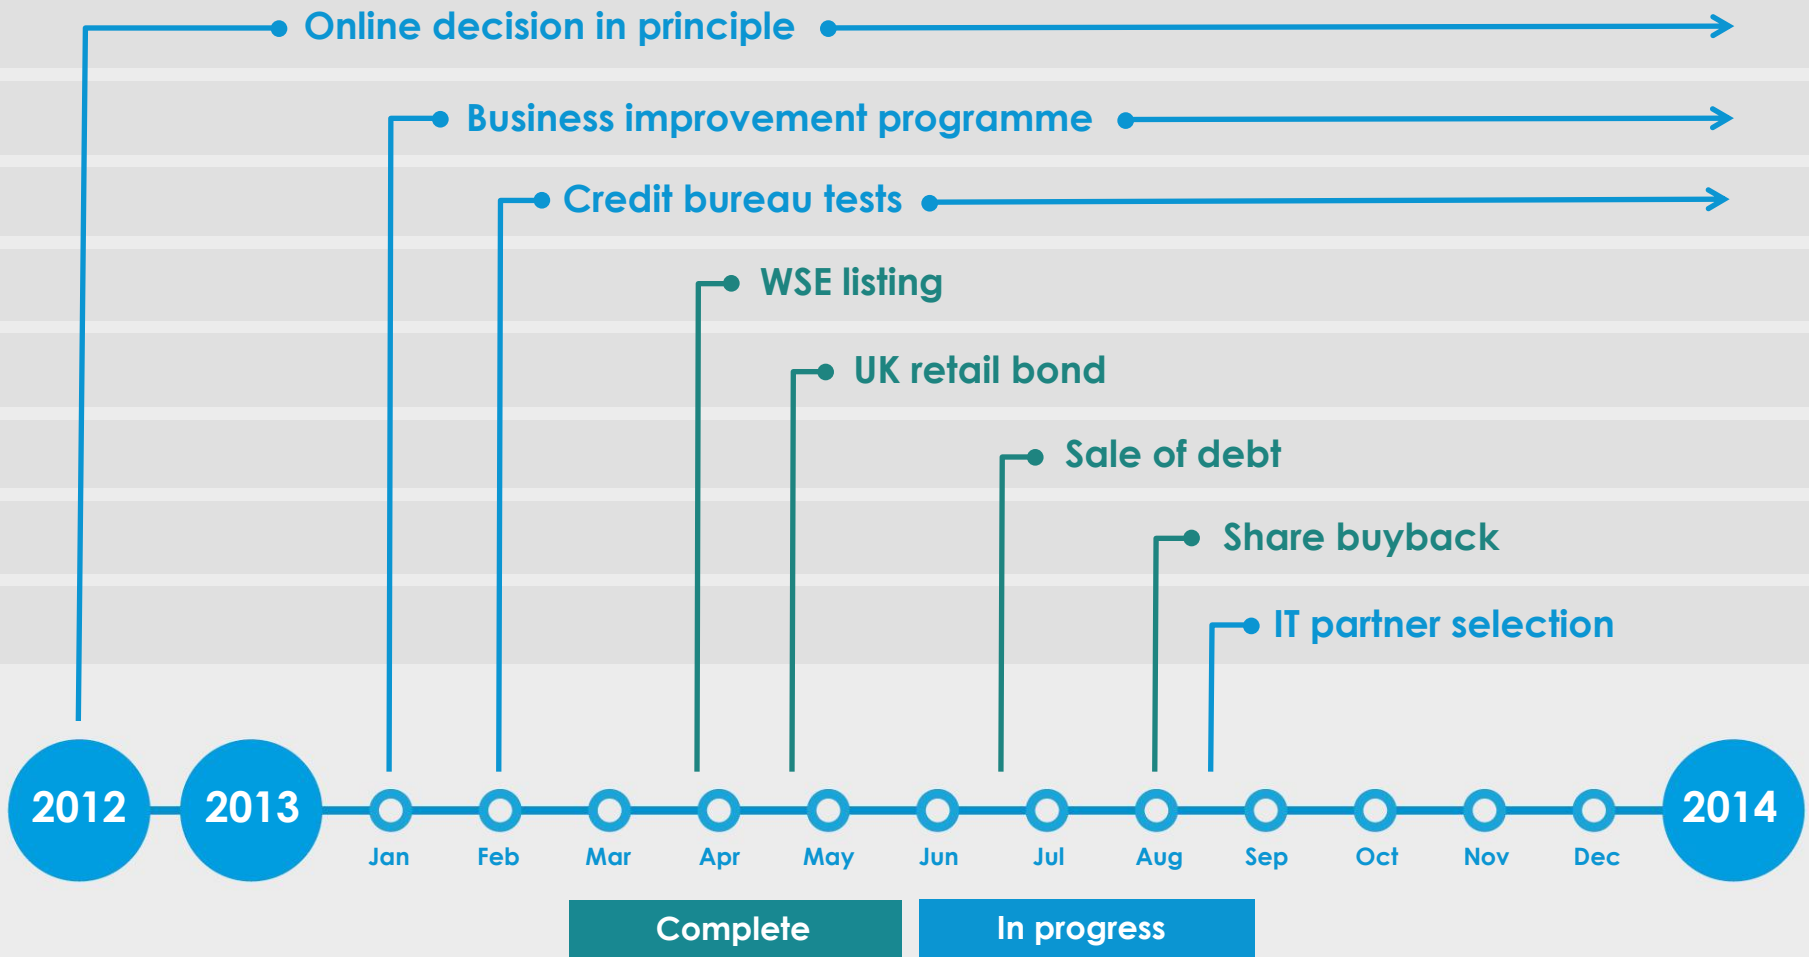 Online decision in principle
Business improvement programme
Credit bureau tests
WSE listing
UK retail bond
Sale of debt
Share buyback
IT partner selection
2012
2013
2014
Jan
Feb
Mar
Apr
May
Jun
Jul
Aug
Sep
Oct
Nov
Dec
Complete
In progress